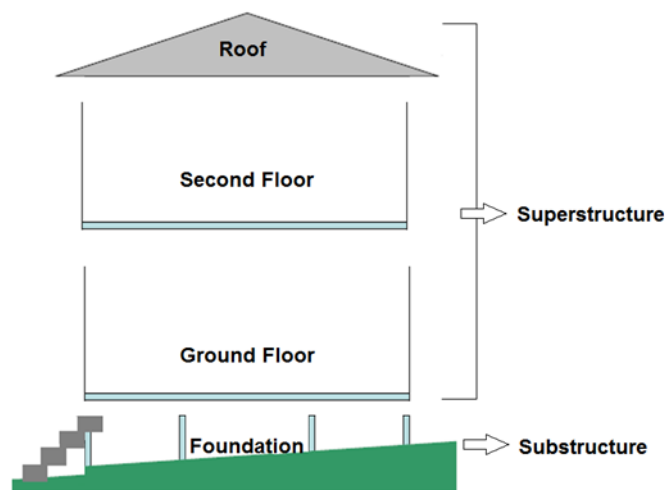 Roof
Second Floor
Superstructure
Ground Floor
Foundation
Substructure